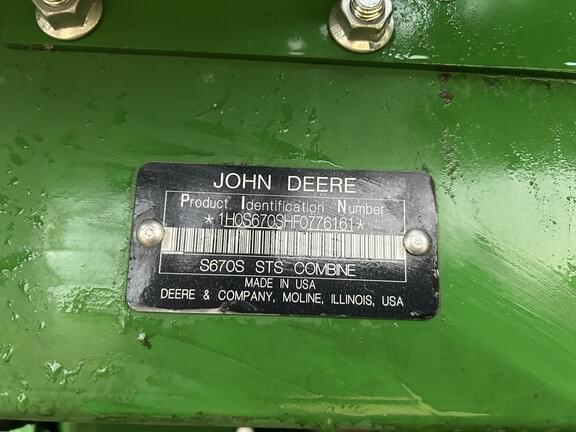 JOHN DEERE
Product Identification Number
*1H0S670SHF0776161*
S670S STS COMBINE
MADE IN USA
DEERE & COMPANY, MOLINE, ILLINOIS, USA